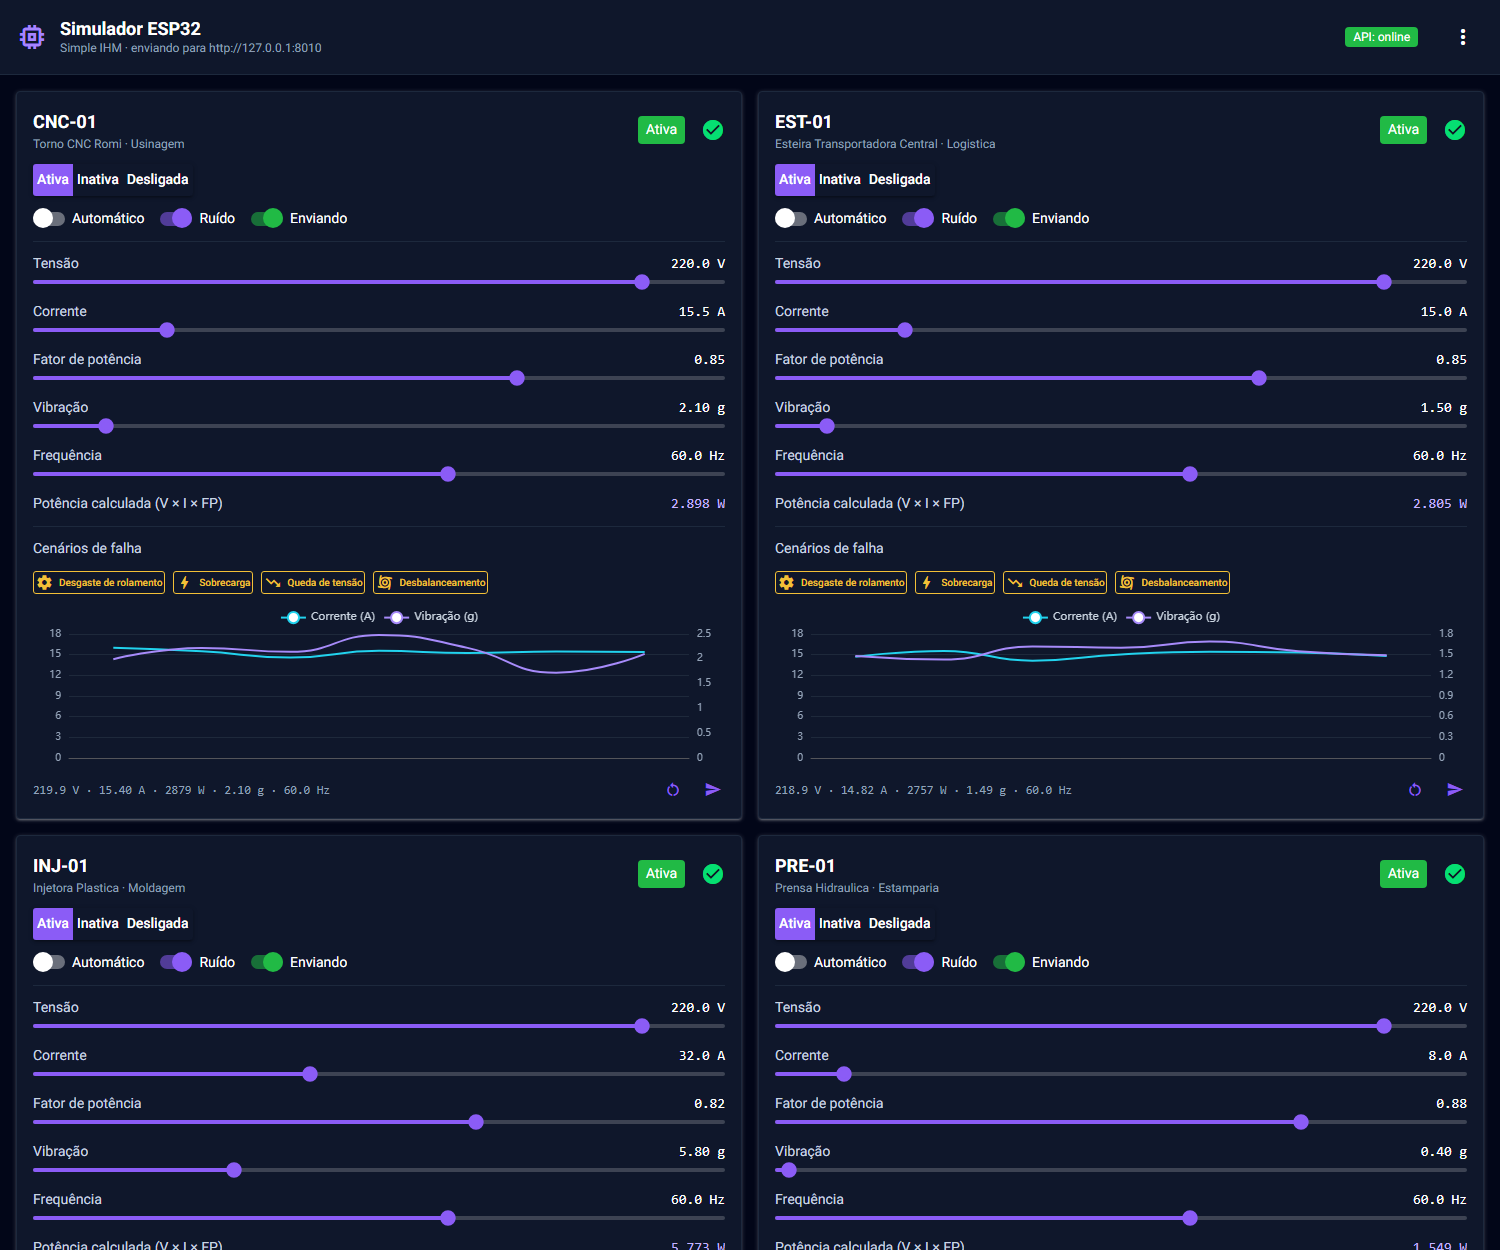 Simulador ESP32
Simple IHM · enviando para http://127.0.0.1:8010
API: online
CNC-01
Torno CNC Romi · Usinagem
Ativa
Ativa Inativa Desligada
Automático Ruído Enviando
Tensão 220.0 V
Corrente 15.5 A
Fator de potência 0.85
Vibração 2.10 g
Frequência 60.0 Hz
Potência calculada (V × I × FP) 2.898 W
Cenários de falha
Desgaste de rolamento Sobrecarga Queda de tensão Desbalanceamento
Corrente (A) Vibração (g)
18 2.5
15 2
12 1.5
9 1
6 0.5
3 0
0
219.9 V · 15.40 A · 2879 W · 2.10 g · 60.0 Hz
EST-01
Esteira Transportadora Central · Logistica
Ativa
Ativa Inativa Desligada
Automático Ruído Enviando
Tensão 220.0 V
Corrente 15.0 A
Fator de potência 0.85
Vibração 1.50 g
Frequência 60.0 Hz
Potência calculada (V × I × FP) 2.805 W
Cenários de falha
Desgaste de rolamento Sobrecarga Queda de tensão Desbalanceamento
Corrente (A) Vibração (g)
18 1.8
15 1.5
12 1.2
9 0.9
6 0.6
3 0.3
0 0
218.9 V · 14.82 A · 2757 W · 1.49 g · 60.0 Hz
INJ-01
Injetora Plastica · Moldagem
Ativa
Ativa Inativa Desligada
Automático Ruído Enviando
Tensão 220.0 V
Corrente 32.0 A
Fator de potência 0.82
Vibração 5.80 g
Frequência 60.0 Hz
Potência calculada (V × I × FP) 5.773 W
PRE-01
Prensa Hidraulica · Estamparia
Ativa
Ativa Inativa Desligada
Automático Ruído Enviando
Tensão 220.0 V
Corrente 8.0 A
Fator de potência 0.88
Vibração 0.40 g
Frequência 60.0 Hz
Potência calculada (V × I × FP) 1.549 W